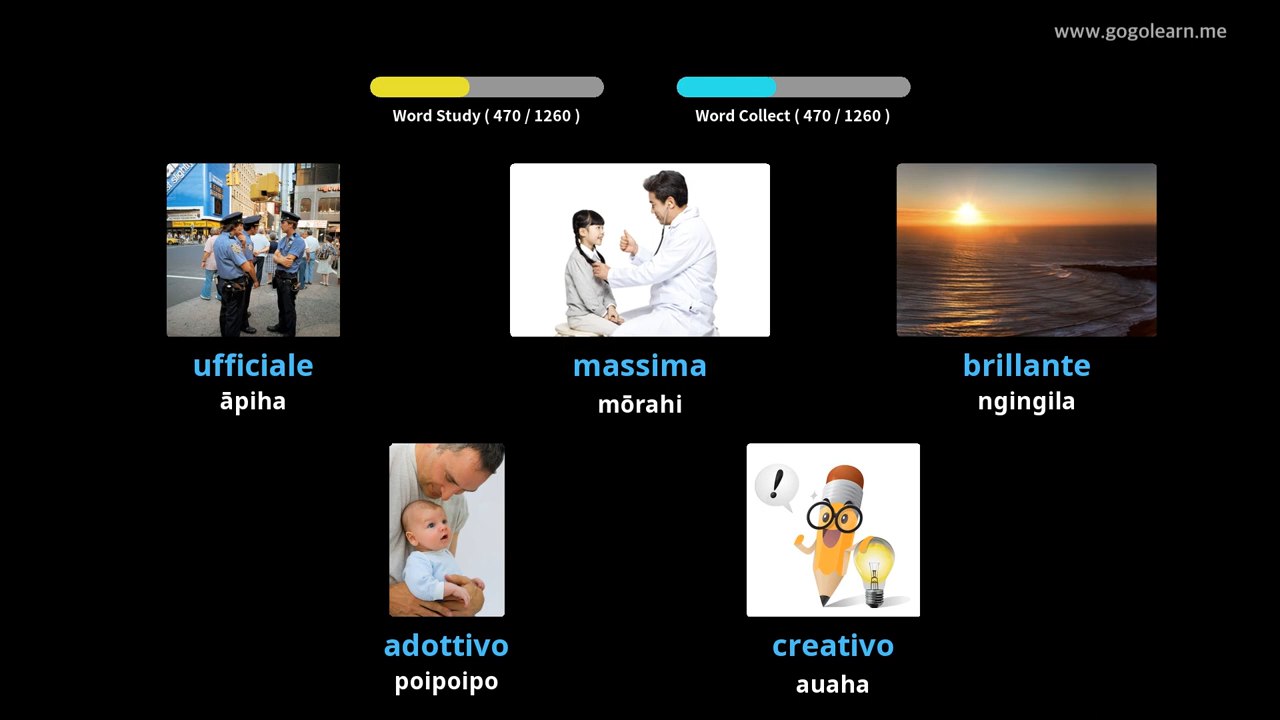 www.gogolearn.me
Word Study ( 470 / 1260 )
Word Collect ( 470 / 1260 )
ufficiale
āpiha
massima
mōrahi
brillante
ngingila
adottivo
poipoipo
creativo
auaha